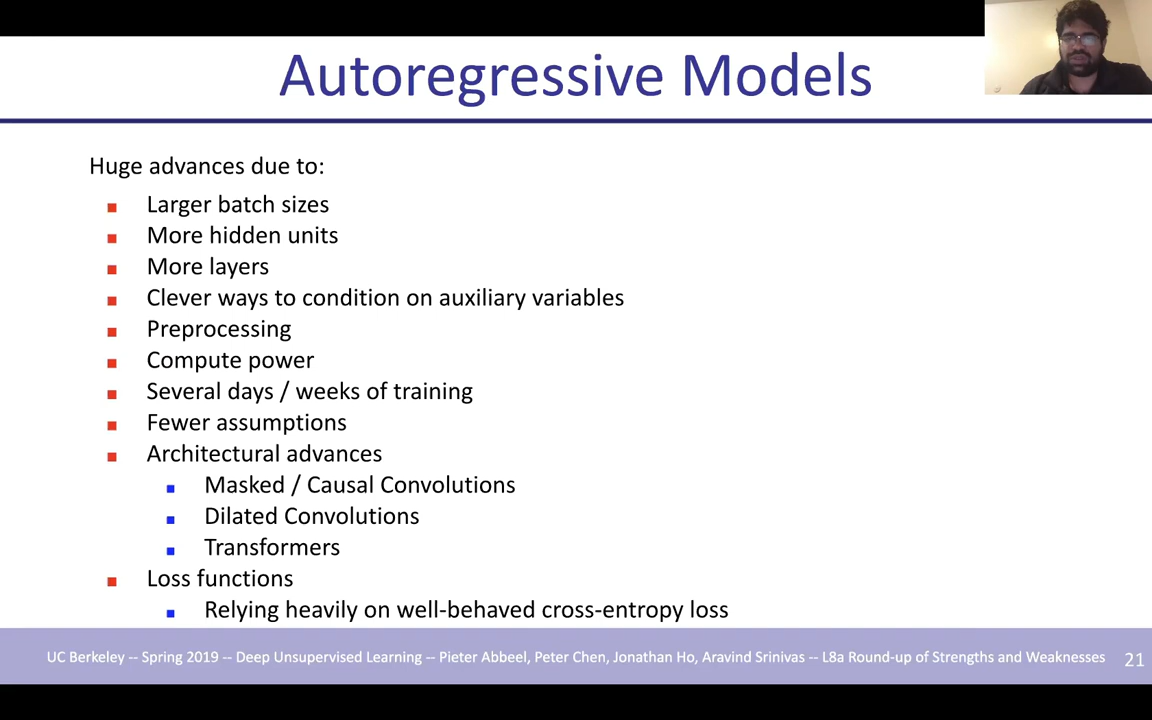 Autoregressive Models
Huge advances due to:
Larger batch sizes
More hidden units
More layers
Clever ways to condition on auxiliary variables
Preprocessing
Compute power
Several days / weeks of training
Fewer assumptions
Architectural advances
Masked / Causal Convolutions
Dilated Convolutions
Transformers
Loss functions
Relying heavily on well-behaved cross-entropy loss
UC Berkeley -- Spring 2019 -- Deep Unsupervised Learning -- Pieter Abbeel, Peter Chen, Jonathan Ho, Aravind Srinivas -- L8a Round-up of Strengths and Weaknesses 21